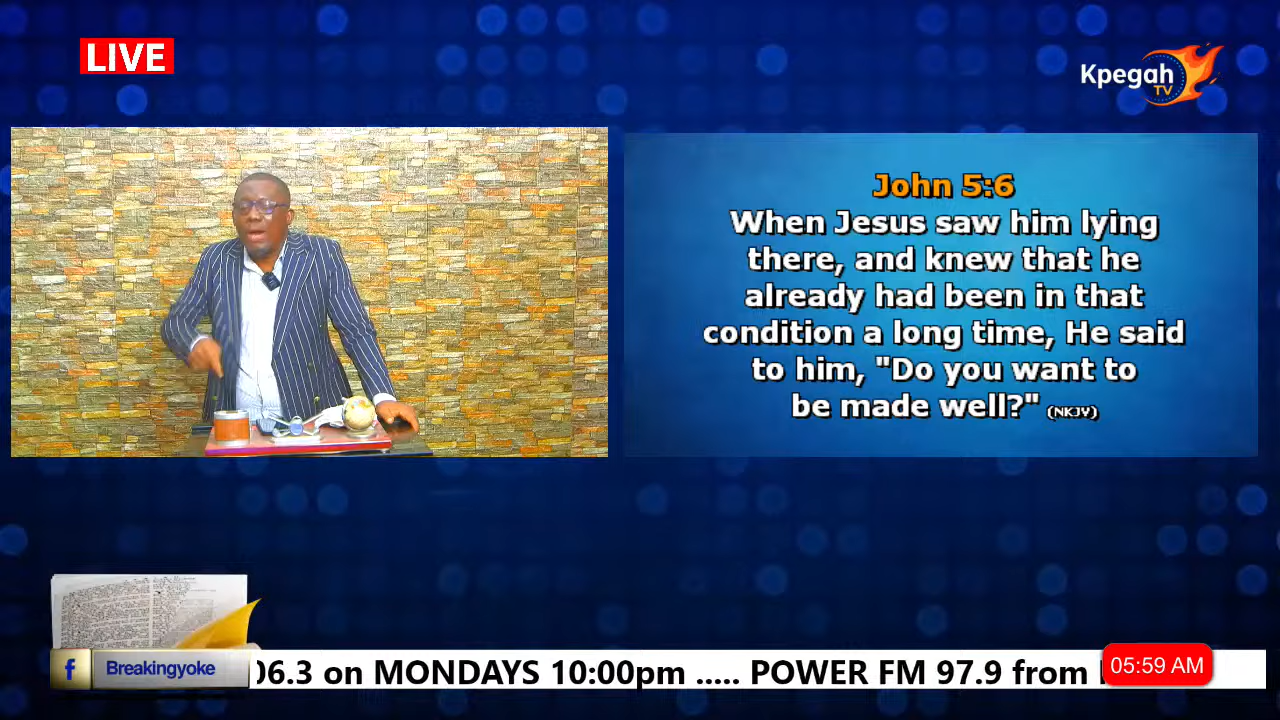 LIVE
Kpegah
TV
John 5:6
When Jesus saw him lying
there, and knew that he
already had been in that
condition a long time, He said
to him, "Do you want to
be made well?" (NKJV)
f Breakingyoke
06.3 on MONDAYS 10:00pm ..... POWER FM 97.9 from
05:59 AM